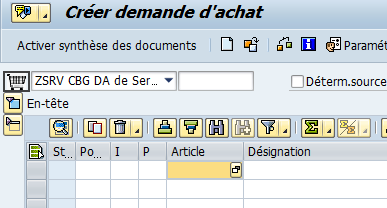 Créer demande d'achat
Activer synthèse des documents Paramét
ZSRV CBG DA de Ser... Déterm.source
En-tête
St... Po... I P Article Désignation